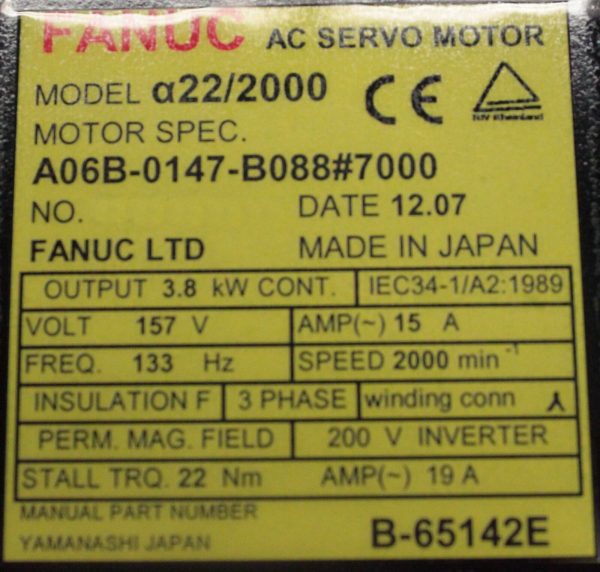 FANUC AC SERVO MOTOR
MODEL α22/2000
CE
TÜV Rheinland
MOTOR SPEC.
A06B-0147-B088#7000
NO. DATE 12.07
FANUC LTD MADE IN JAPAN
OUTPUT 3.8 kW CONT. IEC34-1/A2:1989
VOLT 157 V AMP(~) 15 A
FREQ. 133 Hz SPEED 2000 min⁻¹
INSULATION F 3 PHASE winding conn
PERM. MAG. FIELD 200 V INVERTER
STALL TRQ. 22 Nm AMP(~) 19 A
MANUAL PART NUMBER
YAMANASHI JAPAN B-65142E